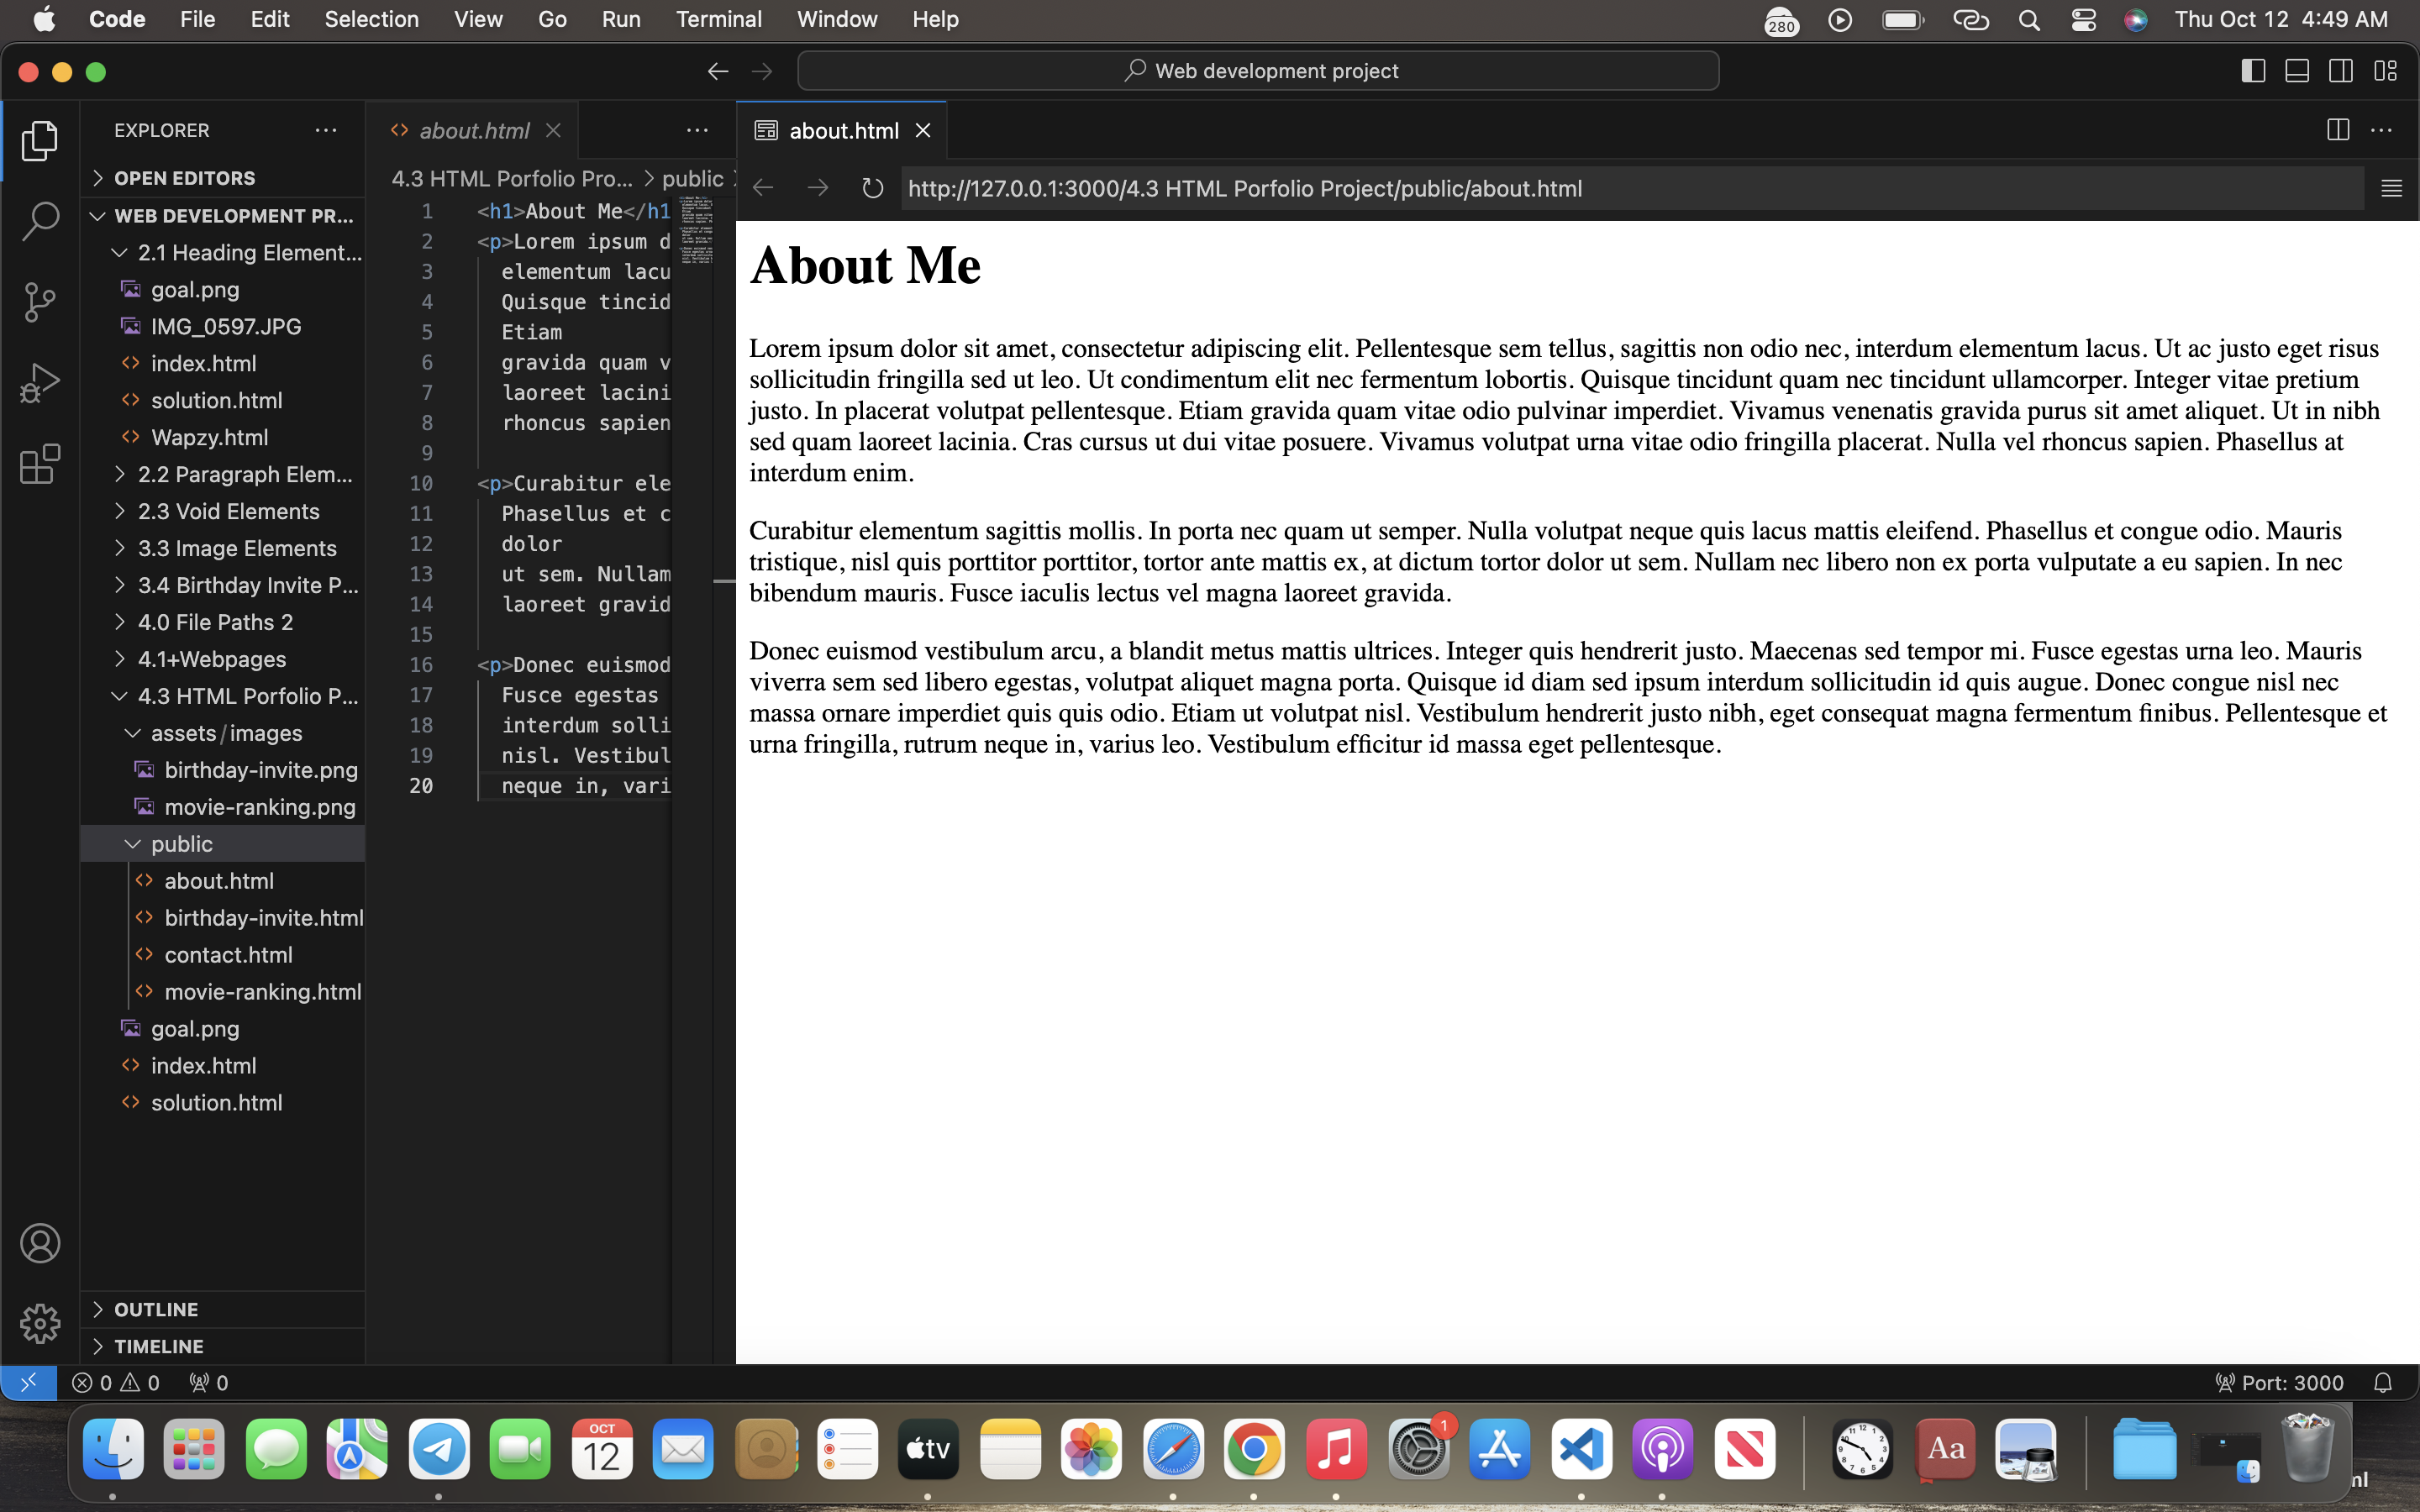 Code File Edit Selection View Go Run Terminal Window Help 280 Thu Oct 12 4:49 AM
Web development project
EXPLORER
OPEN EDITORS
WEB DEVELOPMENT PR...
2.1 Heading Element...
goal.png
IMG_0597.JPG
index.html
solution.html
Wapzy.html
2.2 Paragraph Elem...
2.3 Void Elements
3.3 Image Elements
3.4 Birthday Invite P...
4.0 File Paths 2
4.1+Webpages
4.3 HTML Porfolio P...
assets/images
birthday-invite.png
movie-ranking.png
public
about.html
birthday-invite.html
contact.html
movie-ranking.html
goal.png
index.html
solution.html
OUTLINE
TIMELINE
about.html
4.3 HTML Porfolio Pro... > public
1 <h1>About Me</h1
2 <p>Lorem ipsum d
3 elementum lacu
4 Quisque tincid
5 Etiam
6 gravida quam v
7 laoreet lacini
8 rhoncus sapien
9
10 <p>Curabitur ele
11 Phasellus et c
12 dolor
13 ut sem. Nullam
14 laoreet gravid
15
16 <p>Donec euismod
17 Fusce egestas
18 interdum solli
19 nisl. Vestibul
20 neque in, vari
about.html
http://127.0.0.1:3000/4.3 HTML Porfolio Project/public/about.html
About Me
Lorem ipsum dolor sit amet, consectetur adipiscing elit. Pellentesque sem tellus, sagittis non odio nec, interdum elementum lacus. Ut ac justo eget risus
sollicitudin fringilla sed ut leo. Ut condimentum elit nec fermentum lobortis. Quisque tincidunt quam nec tincidunt ullamcorper. Integer vitae pretium
justo. In placerat volutpat pellentesque. Etiam gravida quam vitae odio pulvinar imperdiet. Vivamus venenatis gravida purus sit amet aliquet. Ut in nibh
sed quam laoreet lacinia. Cras cursus ut dui vitae posuere. Vivamus volutpat urna vitae odio fringilla placerat. Nulla vel rhoncus sapien. Phasellus at
interdum enim.
Curabitur elementum sagittis mollis. In porta nec quam ut semper. Nulla volutpat neque quis lacus mattis eleifend. Phasellus et congue odio. Mauris
tristique, nisl quis porttitor porttitor, tortor ante mattis ex, at dictum tortor dolor ut sem. Nullam nec libero non ex porta vulputate a eu sapien. In nec
bibendum mauris. Fusce iaculis lectus vel magna laoreet gravida.
Donec euismod vestibulum arcu, a blandit metus mattis ultrices. Integer quis hendrerit justo. Maecenas sed tempor mi. Fusce egestas urna leo. Mauris
viverra sem sed libero egestas, volutpat aliquet magna porta. Quisque id diam sed ipsum interdum sollicitudin id quis augue. Donec congue nisl nec
massa ornare imperdiet quis quis odio. Etiam ut volutpat nisl. Vestibulum hendrerit justo nibh, eget consequat magna fermentum finibus. Pellentesque et
urna fringilla, rutrum neque in, varius leo. Vestibulum efficitur id massa eget pellentesque.
0 0 0 Port: 3000
OCT
12
tv
1
Aa
ml